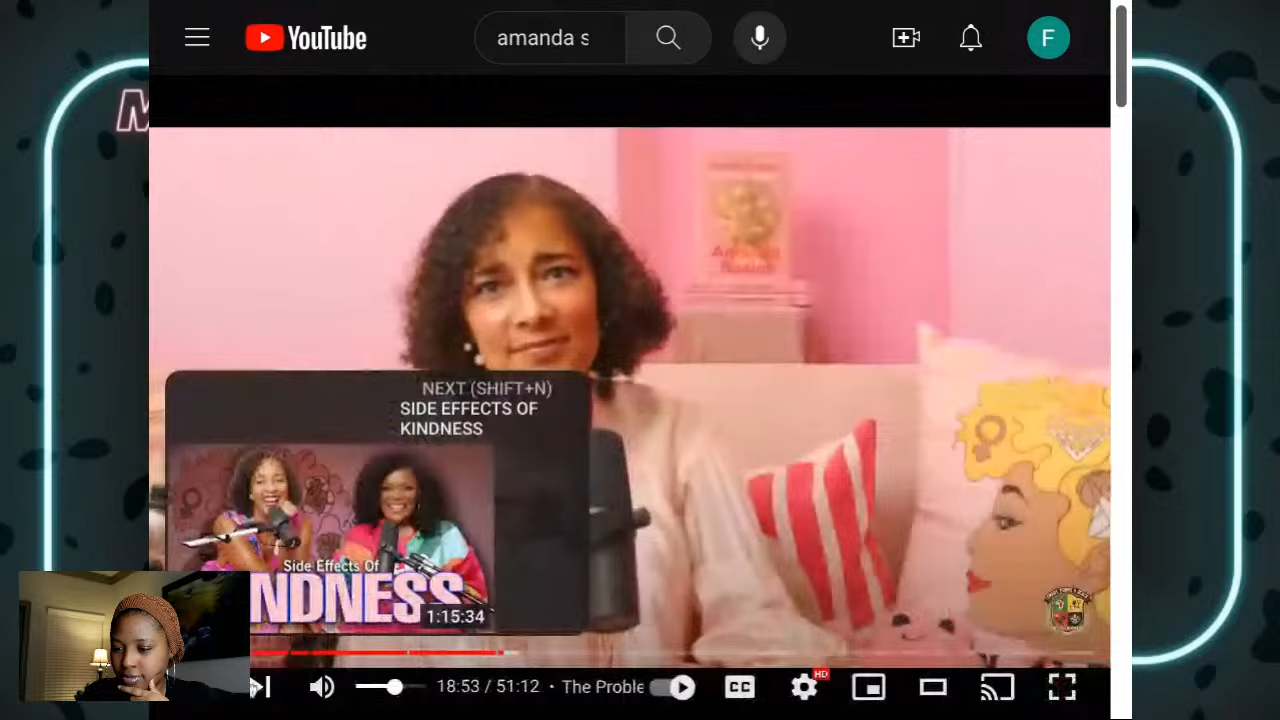 YouTube
amanda s
F
NEXT (SHIFT+N)
SIDE EFFECTS OF
KINDNESS
Side Effects Of
NDNESS
1:15:34
18:53 / 51:12 • The Proble
CC
HD